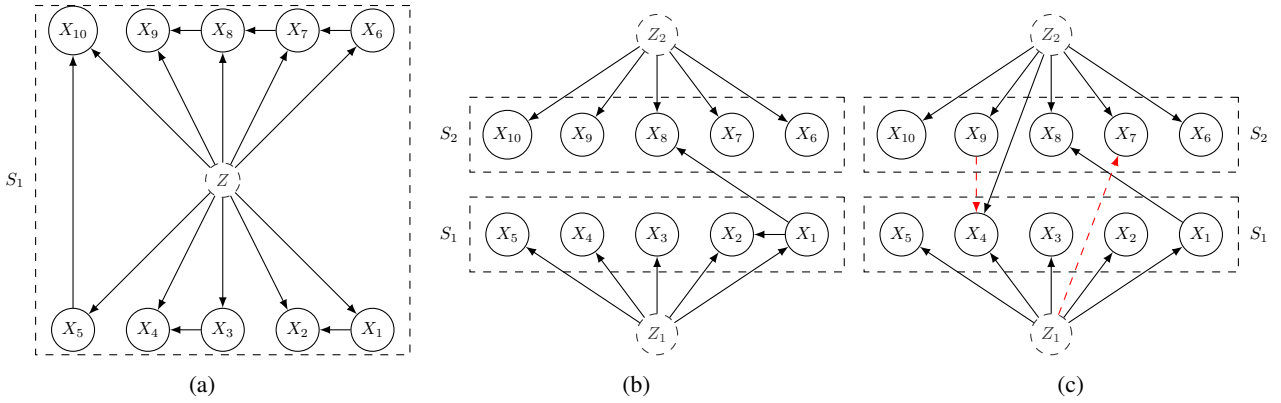 X10 X9 X8 X7 X6
Z
S1
X5 X4 X3 X2 X1
(a)
Z2
S2 X10 X9 X8 X7 X6
S1 X5 X4 X3 X2 X1
Z1
(b)
Z2
X10 X9 X8 X7 X6 S2
X5 X4 X3 X2 X1 S1
Z1
(c)